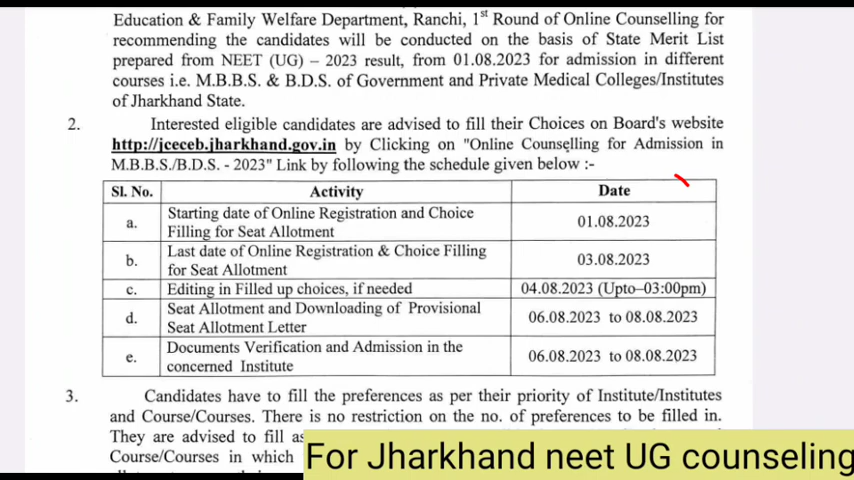 Education & Family Welfare Department, Ranchi, 1st Round of Online Counselling for
recommending the candidates will be conducted on the basis of State Merit List
prepared from NEET (UG) – 2023 result, from 01.08.2023 for admission in different
courses i.e. M.B.B.S. & B.D.S. of Government and Private Medical Colleges/Institutes
of Jharkhand State.
2. Interested eligible candidates are advised to fill their Choices on Board's website
http://jceceb.jharkhand.gov.in by Clicking on "Online Counselling for Admission in
M.B.B.S./B.D.S. - 2023" Link by following the schedule given below :-
Sl. No. Activity Date
a. Starting date of Online Registration and Choice
Filling for Seat Allotment 01.08.2023
b. Last date of Online Registration & Choice Filling
for Seat Allotment 03.08.2023
c. Editing in Filled up choices, if needed 04.08.2023 (Upto–03:00pm)
d. Seat Allotment and Downloading of Provisional
Seat Allotment Letter 06.08.2023 to 08.08.2023
e. Documents Verification and Admission in the
concerned Institute 06.08.2023 to 08.08.2023
3. Candidates have to fill the preferences as per their priority of Institute/Institutes
and Course/Courses. There is no restriction on the no. of preferences to be filled in.
They are advised to fill
Course/Courses in which
For Jharkhand neet UG counseling